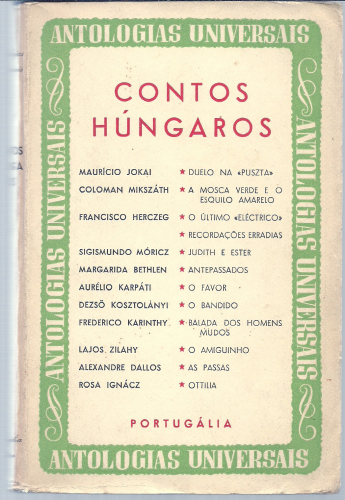 ANTOLOGIAS UNIVERSAIS
ANTOLOGIAS UNIVERSAIS
ANTOLOGIAS UNIVERSAIS
CONTOS
HÚNGAROS
MAURÍCIO JOKAI ★ DUELO NA «PUSZTA»
COLOMAN MIKSZÁTH ★ A MOSCA VERDE E O
ESQUILO AMARELO
FRANCISCO HERCZEG ★ O ÚLTIMO «ELÉCTRICO»
★ RECORDAÇÕES ERRADIAS
SIGISMUNDO MÓRICZ ★ JUDITH E ESTER
MARGARIDA BETHLEN ★ ANTEPASSADOS
AURÉLIO KARPÁTI ★ O FAVOR
DEZSŐ KOSZTOLÁNYI ★ O BANDIDO
FREDERICO KARINTHY ★ BALADA DOS HOMENS
MUDOS
LAJOS ZILAHY ★ O AMIGUINHO
ALEXANDRE DALLOS ★ AS PASSAS
ROSA IGNÁCZ ★ OTTILIA
PORTUGÁLIA
ANTOLOGIAS UNIVERSAIS